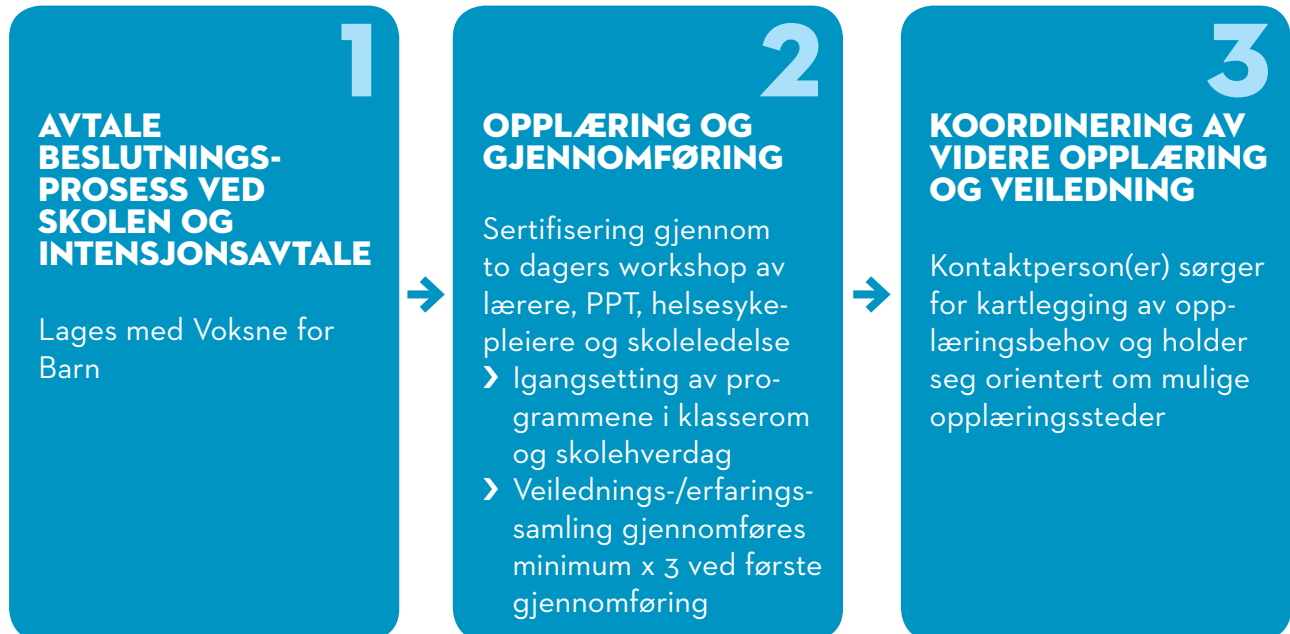 1
AVTALE
BESLUTNINGS-
PROSESS VED
SKOLEN OG
INTENSJONSAVTALE
Lages med Voksne for
Barn
2
OPPLÆRING OG
GJENNOMFØRING
Sertifisering gjennom
to dagers workshop av
lærere, PPT, helsesyke-
pleiere og skoleledelse
› Igangsetting av pro-
grammene i klasserom
og skolehverdag
› Veilednings-/erfarings-
samling gjennomføres
minimum x 3 ved første
gjennomføring
3
KOORDINERING AV
VIDERE OPPLÆRING
OG VEILEDNING
Kontaktperson(er) sørger
for kartlegging av opp-
læringsbehov og holder
seg orientert om mulige
opplæringssteder